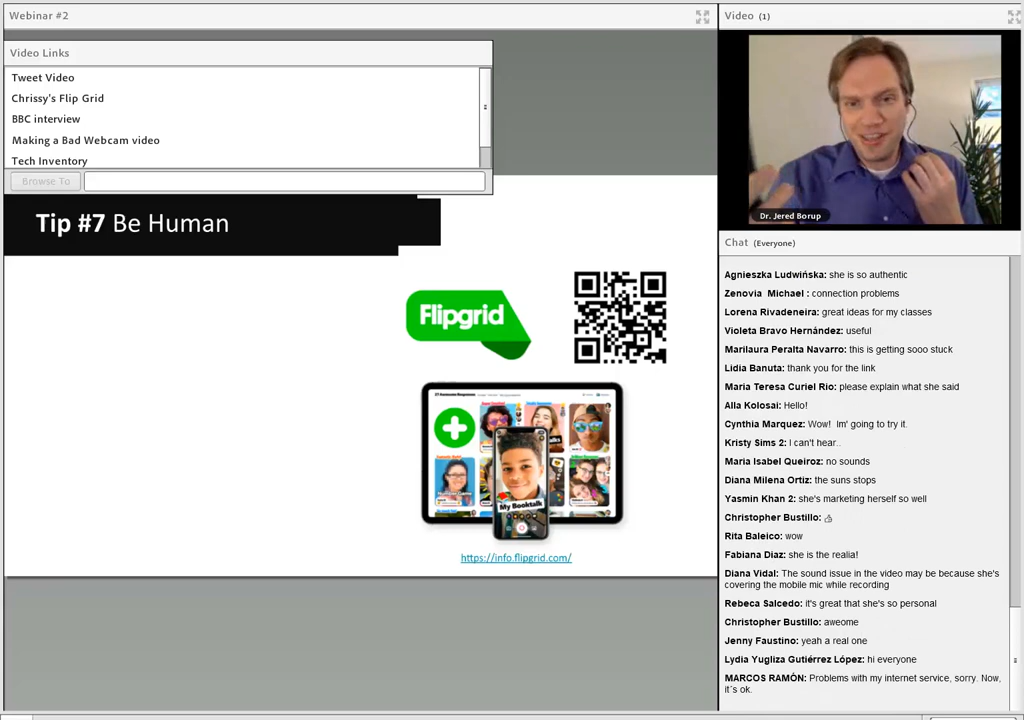 Webinar #2
Video Links
Tweet Video
Chrissy's Flip Grid
BBC interview
Making a Bad Webcam video
Tech Inventory
Browse To
Tip #7 Be Human
Flipgrid
My Booktalk
https://info.flipgrid.com/
Video (1)
Dr. Jered Borup
Chat (Everyone)
Agnieszka Ludwińska: she is so authentic
Zenovia Michael : connection problems
Lorena Rivadeneira: great ideas for my classes
Violeta Bravo Hernández: useful
Marilaura Peralta Navarro: this is getting sooo stuck
Lidia Banuta: thank you for the link
Maria Teresa Curiel Rio: please explain what she said
Alla Kolosai: Hello!
Cynthia Marquez: Wow! Im' going to try it.
Kristy Sims 2: I can't hear..
Maria Isabel Queiroz: no sounds
Diana Milena Ortiz: the suns stops
Yasmin Khan 2: she's marketing herself so well
Christopher Bustillo:
Rita Baleico: wow
Fabiana Diaz: she is the realia!
Diana Vidal: The sound issue in the video may be because she's
covering the mobile mic while recording
Rebeca Salcedo: it's great that she's so personal
Christopher Bustillo: aweome
Jenny Faustino: yeah a real one
Lydia Yugliza Gutiérrez López: hi everyone
MARCOS RAMÓN: Problems with my internet service, sorry. Now,
it´s ok.